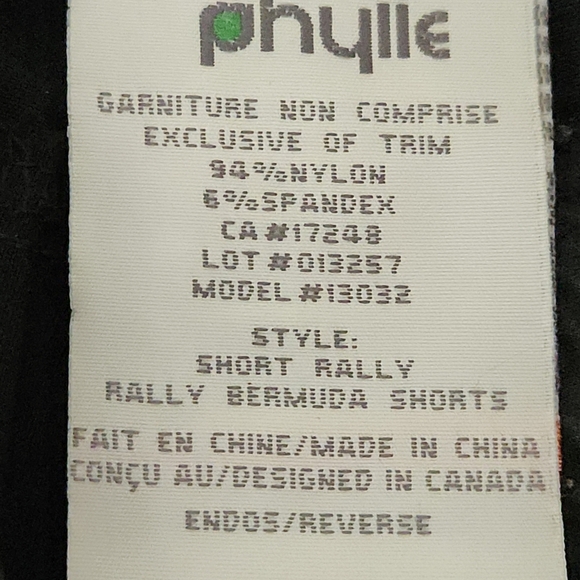 phylle
GARNITURE NON COMPRISE
EXCLUSIVE OF TRIM
94%NYLON
6%SPANDEX
CA#17248
LOT#013257
MODEL#13032
STYLE:
SHORT RALLY
RALLY BERMUDA SHORTS
FAIT EN CHINE/MADE IN CHINA
CONÇU AU/DESIGNED IN CANADA
ENDOS/REVERSE